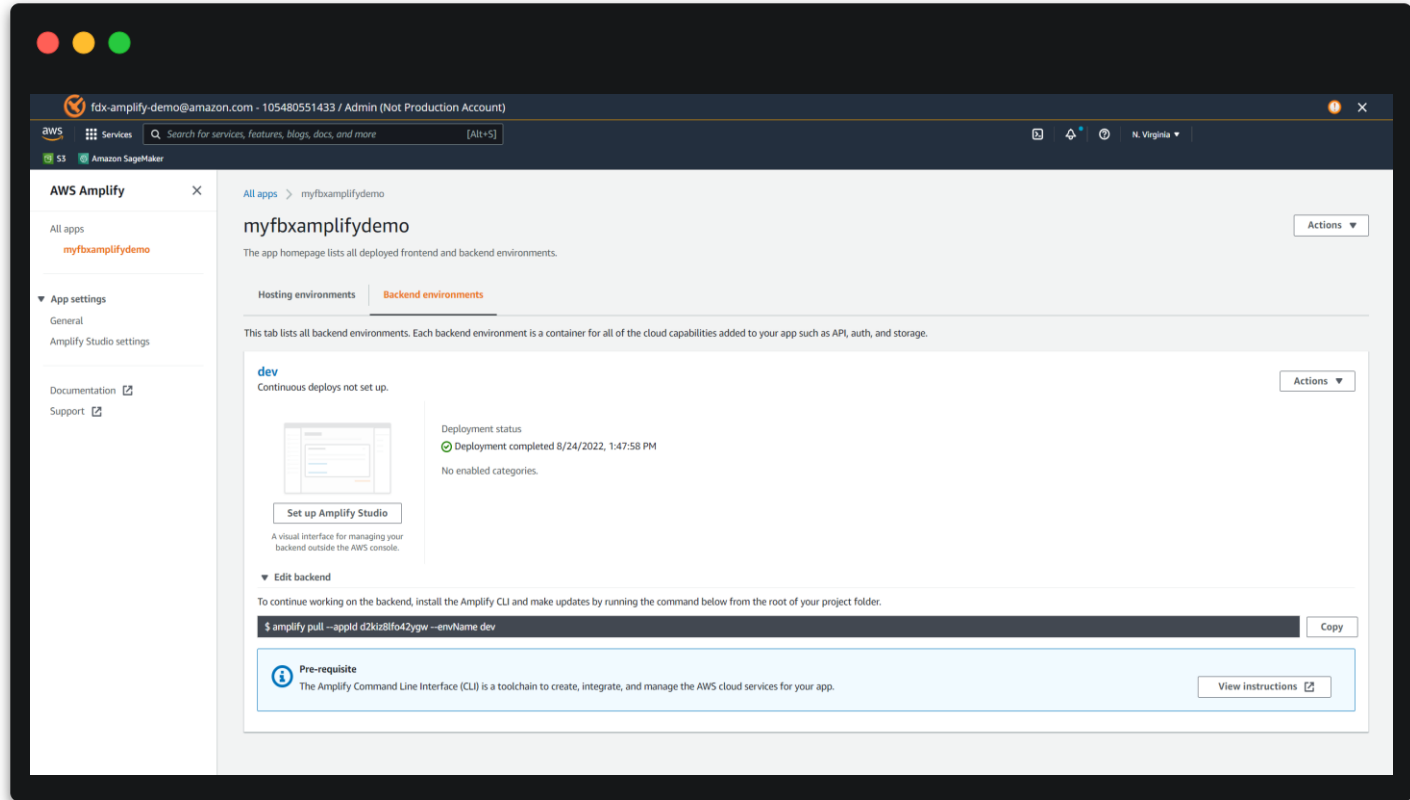 fdx-amplify-demo@amazon.com - 105480551433 / Admin (Not Production Account)
aws Services Search for services, features, blogs, docs, and more [Alt+S] N. Virginia
S3 Amazon SageMaker
AWS Amplify
All apps
myfbxamplifydemo
App settings
General
Amplify Studio settings
Documentation
Support
All apps > myfbxamplifydemo
myfbxamplifydemo
Actions
The app homepage lists all deployed frontend and backend environments.
Hosting environments Backend environments
This tab lists all backend environments. Each backend environment is a container for all of the cloud capabilities added to your app such as API, auth, and storage.
dev
Continuous deploys not set up.
Actions
Set up Amplify Studio
A visual interface for managing your
backend outside the AWS console.
Deployment status
Deployment completed 8/24/2022, 1:47:58 PM
No enabled categories.
Edit backend
To continue working on the backend, install the Amplify CLI and make updates by running the command below from the root of your project folder.
$ amplify pull --appId d2kiz8lfo42ygw --envName dev
Copy
Pre-requisite
The Amplify Command Line Interface (CLI) is a toolchain to create, integrate, and manage the AWS cloud services for your app.
View instructions